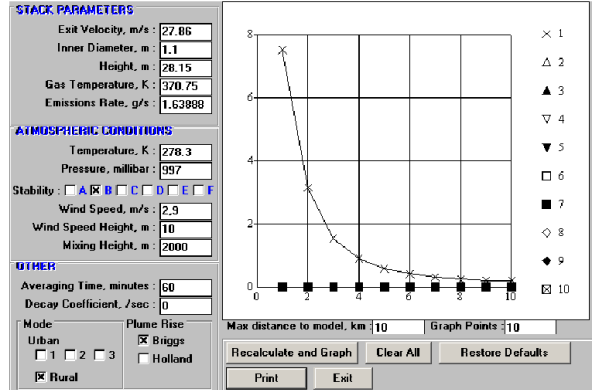 STACK PARAMETERS
Exit Velocity, m/s : 27.86
Inner Diameter, m : 1.1
Height, m : 28.15
Gas Temperature, K : 370.75
Emissions Rate, g/s : 1.63888
ATMOSPHERIC CONDITIONS
Temperature, K : 278.3
Pressure, millibar : 997
Stability : A B C D E F
Wind Speed, m/s : 2.9
Wind Speed Height, m : 10
Mixing Height, m : 2000
OTHER
Averaging Time, minutes : 60
Decay Coefficient, /sec : 0
Mode
Urban
1 2 3
Rural
Plume Rise
Briggs
Holland
8
6
4
2
0
0 2 4 6 8 10
1
2
3
4
5
6
7
8
9
10
Max distance to model, km : 10 Graph Points : 10
Recalculate and Graph Clear All Restore Defaults
Print Exit